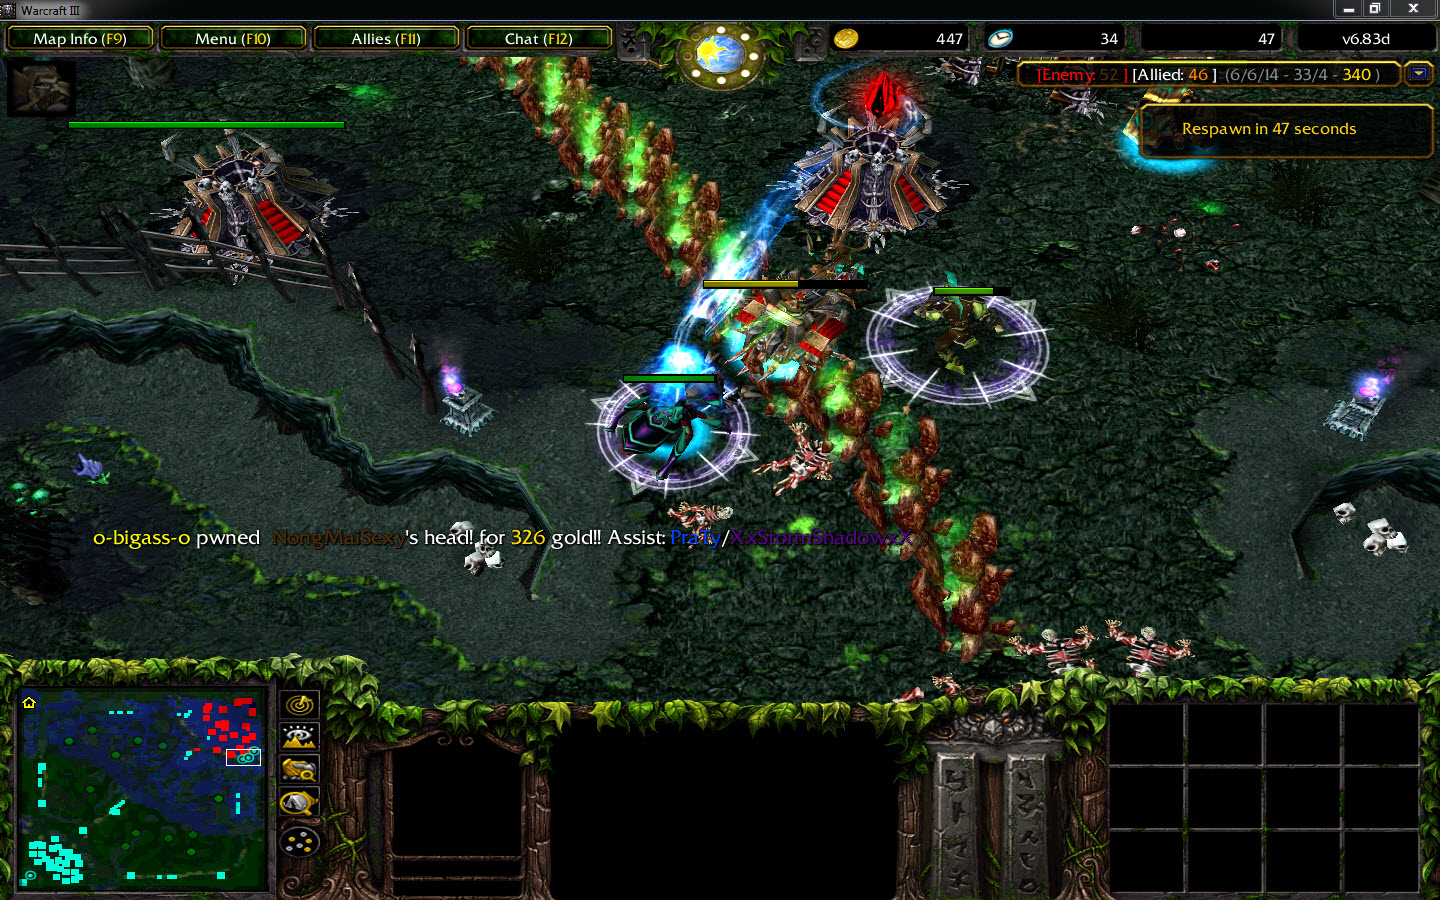 Warcraft III
Map Info (F9) Menu (F10) Allies (F11) Chat (F12) 447 34 47 v6.83d
[Enemy: 52 ] [Allied: 46 ] (6/6/14 - 33/4 - 340 )
Respawn in 47 seconds
o-bigass-o pwned NongMaiSexy's head! for 326 gold!! Assist: PraTy/XxStormShadowxX